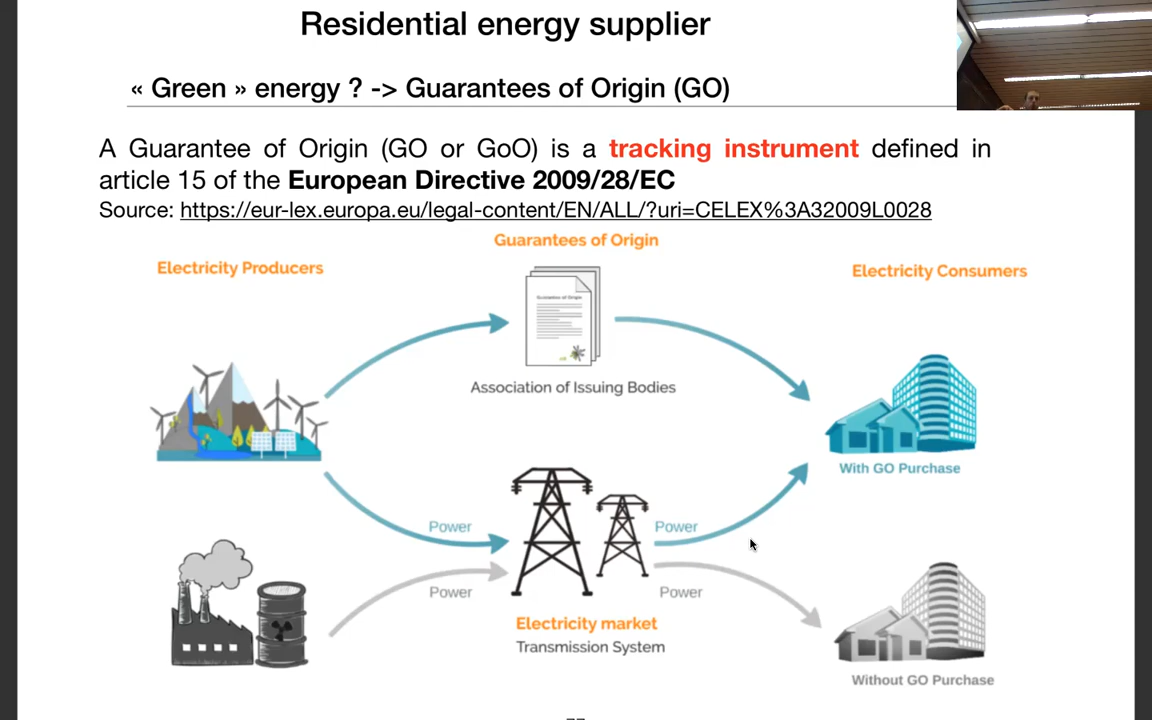 Residential energy supplier
« Green » energy ? -> Guarantees of Origin (GO)
A Guarantee of Origin (GO or GoO) is a tracking instrument defined in
article 15 of the European Directive 2009/28/EC
Source: https://eur-lex.europa.eu/legal-content/EN/ALL/?uri=CELEX%3A32009L0028
Guarantees of Origin
Electricity Producers
Electricity Consumers
Guarantees of Origin
Association of Issuing Bodies
With GO Purchase
Power
Power
Power
Power
Electricity market
Transmission System
Without GO Purchase